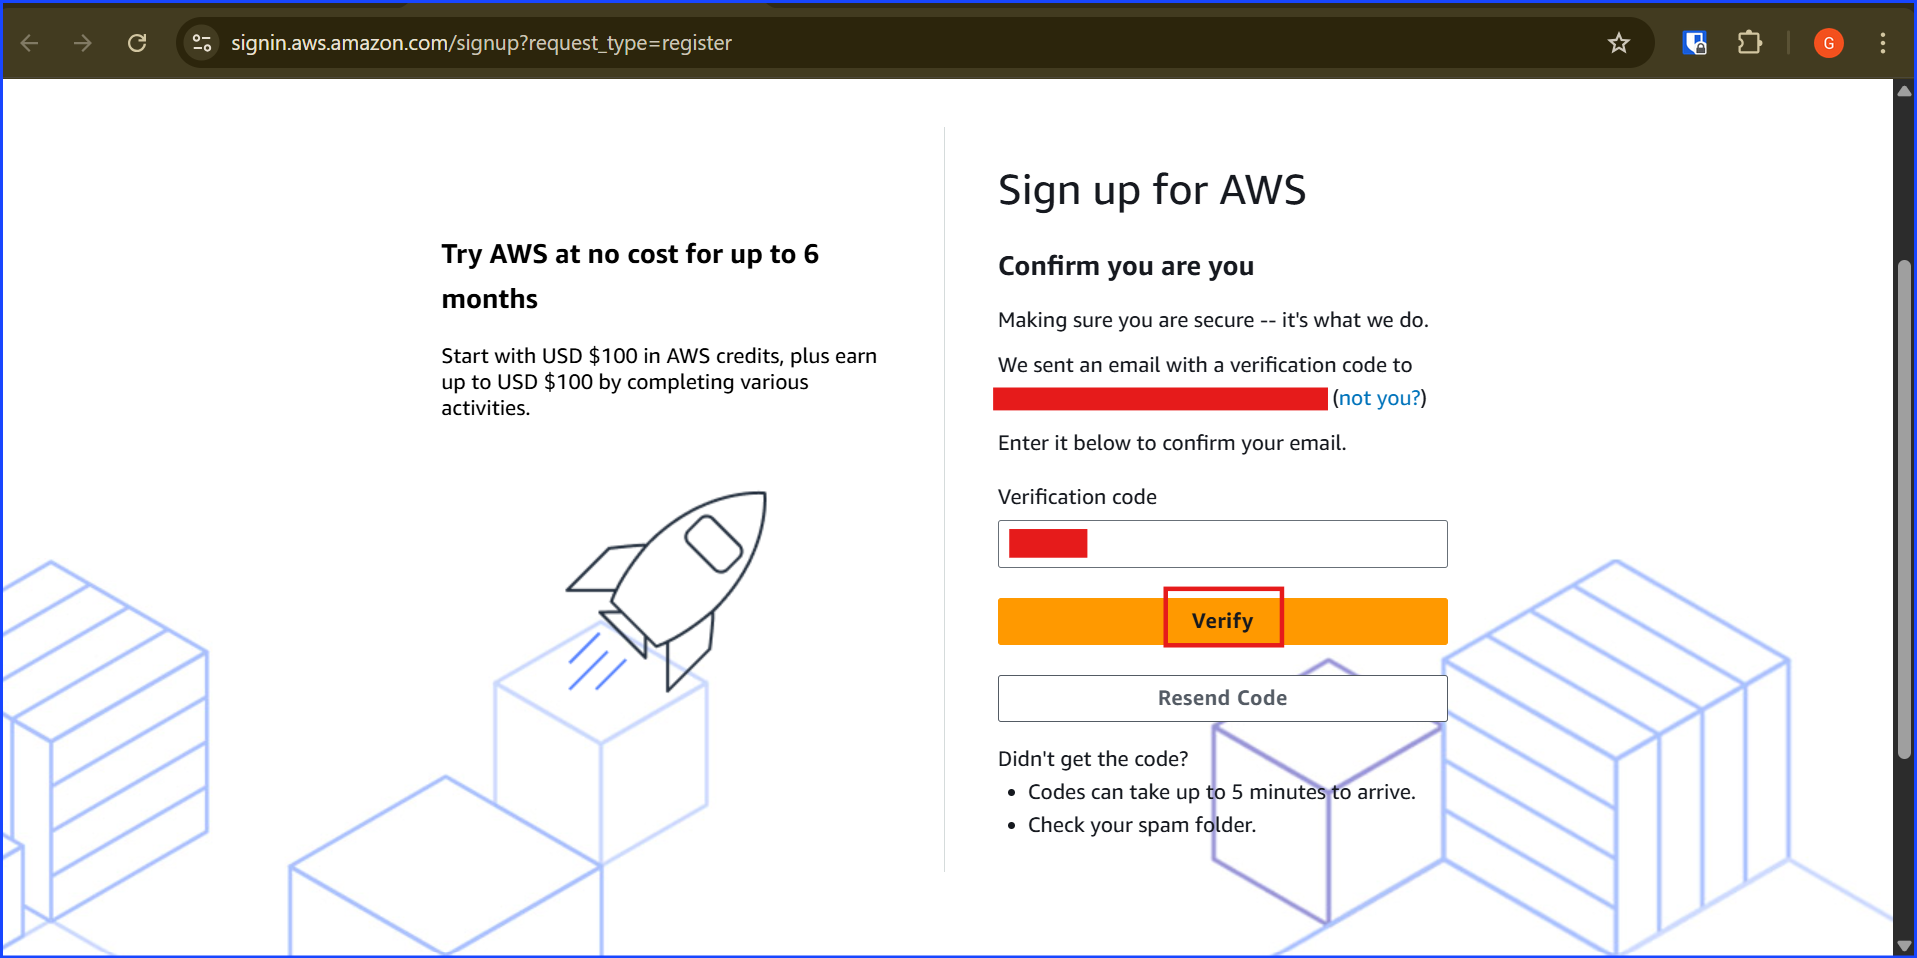 signin.aws.amazon.com/signup?request_type=register
G
Try AWS at no cost for up to 6
months
Start with USD $100 in AWS credits, plus earn
up to USD $100 by completing various
activities.
Sign up for AWS
Confirm you are you
Making sure you are secure -- it's what we do.
We sent an email with a verification code to
(not you?)
Enter it below to confirm your email.
Verification code
Verify
Resend Code
Didn't get the code?
• Codes can take up to 5 minutes to arrive.
• Check your spam folder.